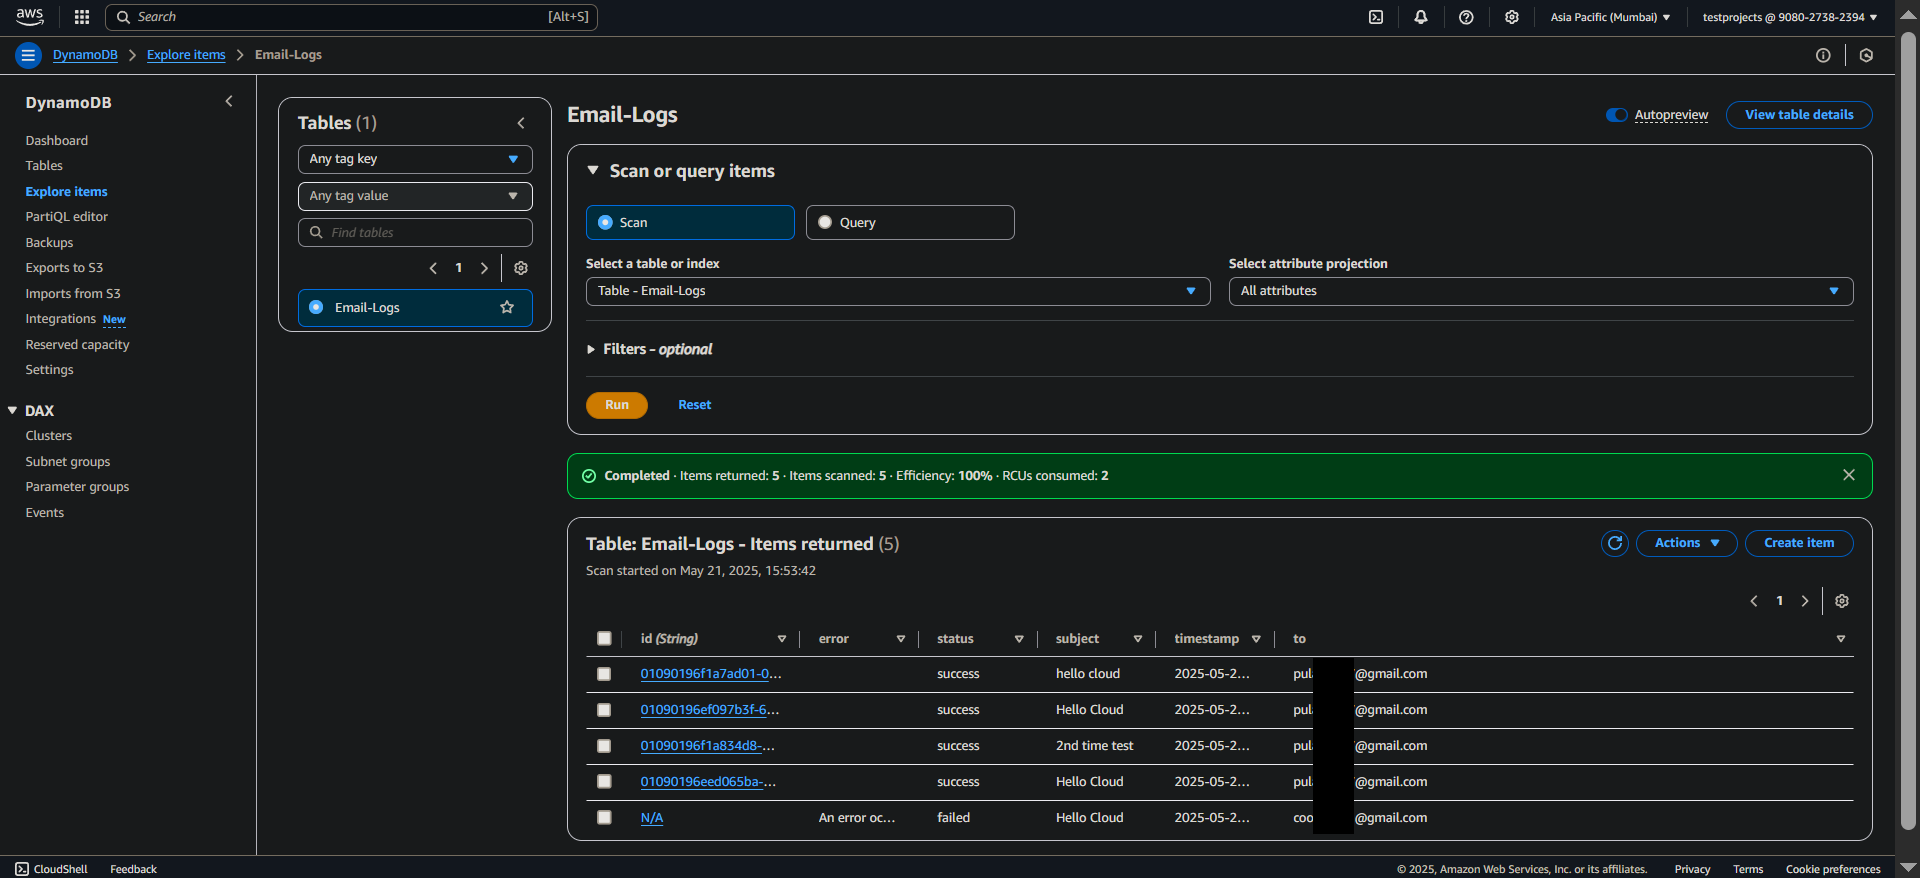 aws Search [Alt+S] Asia Pacific (Mumbai) testprojects @ 9080-2738-2394
DynamoDB Explore items Email-Logs
DynamoDB
Dashboard
Tables
Explore items
PartiQL editor
Backups
Exports to S3
Imports from S3
Integrations New
Reserved capacity
Settings
DAX
Clusters
Subnet groups
Parameter groups
Events
Tables (1)
Any tag key
Any tag value
Find tables
1
Email-Logs
Email-Logs Autopreview View table details
Scan or query items
Scan Query
Select a table or index Select attribute projection
Table - Email-Logs All attributes
Filters - optional
Run Reset
Completed · Items returned: 5 · Items scanned: 5 · Efficiency: 100% · RCUs consumed: 2
Table: Email-Logs - Items returned (5) Actions Create item
Scan started on May 21, 2025, 15:53:42
1
id (String) error status subject timestamp to
01090196f1a7ad01-0... success hello cloud 2025-05-2... pul @gmail.com
01090196ef097b3f-6... success Hello Cloud 2025-05-2... pul @gmail.com
01090196f1a834d8-... success 2nd time test 2025-05-2... pul @gmail.com
01090196eed065ba-... success Hello Cloud 2025-05-2... pul @gmail.com
N/A An error oc... failed Hello Cloud 2025-05-2... coo @gmail.com
CloudShell Feedback © 2025, Amazon Web Services, Inc. or its affiliates. Privacy Terms Cookie preferences